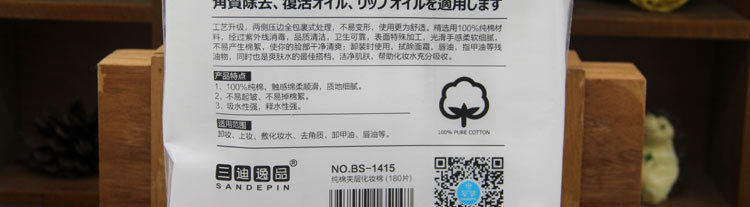 角質除去、復活オイル、リップオイルを適用します
工艺升级，两侧压边全包裹式处理，不易变形，使用更为舒适。精选用100%纯棉材
料，经过紫外线消毒，品质清洁，卫生可靠，表面特殊加工，光滑手感柔软细腻，
不易产生棉絮，使你的脸部干净清爽；卸装时使用，拭除面霜、唇油、指甲油等残
油物，同时也是爽肤水的最佳搭档，洁净肌肤，帮助化妆水充分吸收。
产品特点
1、100%纯棉，触感绵柔顺滑，质地细腻。
2、不易起皱、不易掉棉絮。
3、吸水性强，释水性强。
适用范围
卸妆、上妆、敷化妆水、去角质、卸甲油、唇油等。
100% PURE COTTON
三迪逸品®
SANDEPIN
NO.BS-1415
纯棉夹层化妆棉（180片）